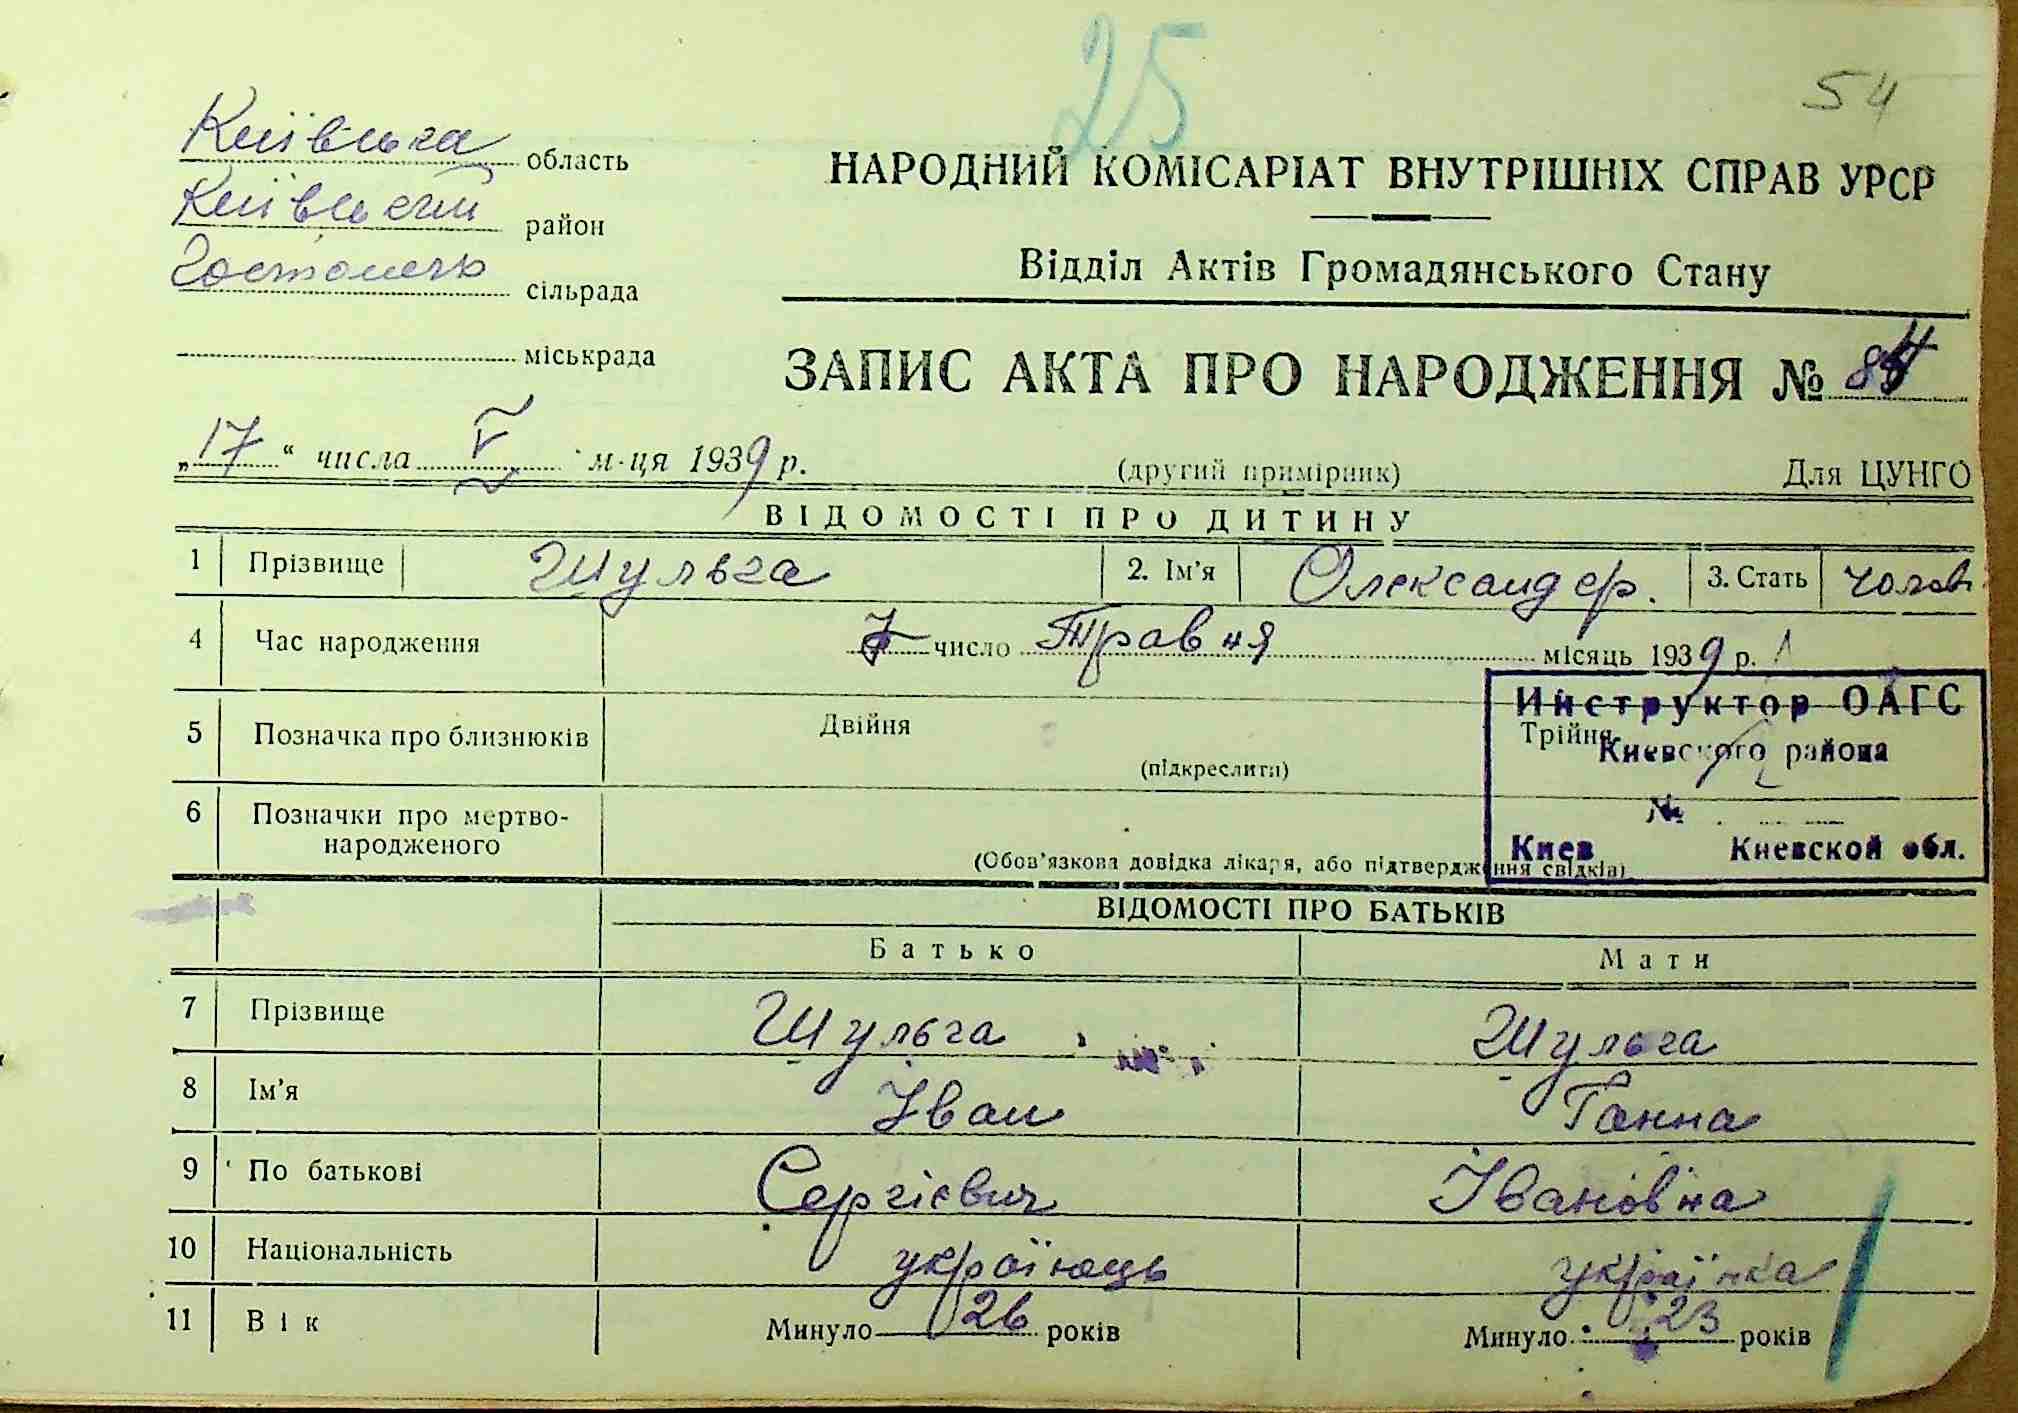 25
54
Київська область
Київський район
Гостомель сільрада
міськрада
НАРОДНИЙ КОМІСАРІАТ ВНУТРІШНІХ СПРАВ УРСР
Відділ Актів Громадянського Стану
ЗАПИС АКТА ПРО НАРОДЖЕННЯ № 84
„17“ числа V м-ця 1939 р. (другий примірник) Для ЦУНГО
ВІДОМОСТІ ПРО ДИТИНУ
1 Прізвище Шульга 2. Ім'я Олександер. 3. Стать чолов
4 Час народження 7 число Травня місяць 1939 р.
Инструктор ОАГС
5 Позначка про близнюків Двійня (підкреслити) Трійня
Киевского района
№
6 Позначки про мертвонародженого
(Обов'язкова довідка лікаря, або підтвердження свідків)
Киев Киевской обл.
ВІДОМОСТІ ПРО БАТЬКІВ
Батько Мати
7 Прізвище Шульга Шульга
8 Ім'я Іван Ганна
9 По батькові Сергієвич Івановна
10 Національність українець українка
11 Вік Минуло 26 років Минуло 23 років